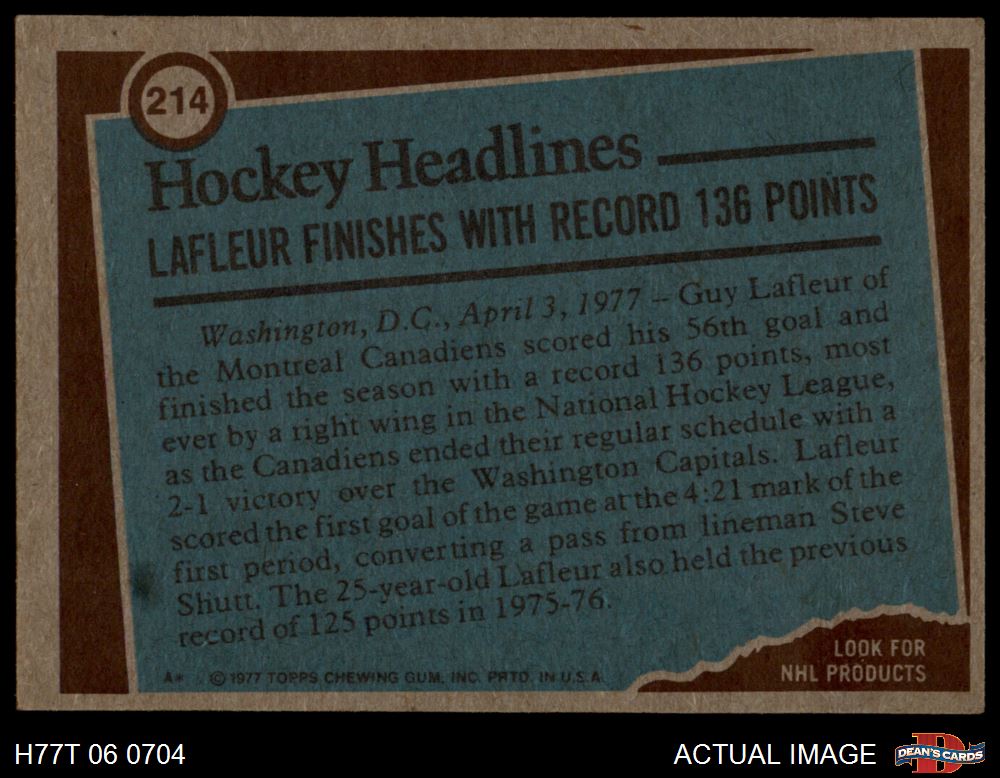 214
Hockey Headlines
LAFLEUR FINISHES WITH RECORD 136 POINTS
Washington, D.C., April 3, 1977 – Guy Lafleur of
the Montreal Canadiens scored his 56th goal and
finished the season with a record 136 points, most
ever by a right wing in the National Hockey League,
as the Canadiens ended their regular schedule with a
2-1 victory over the Washington Capitals. Lafleur
scored the first goal of the game at the 4:21 mark of the
first period, converting a pass from lineman Steve
Shutt. The 25-year-old Lafleur also held the previous
record of 125 points in 1975-76.
A* © 1977 TOPPS CHEWING GUM, INC. PRTD. IN U.S.A.
LOOK FOR
NHL PRODUCTS
H77T 06 0704
ACTUAL IMAGE
D
DEAN'S CARDS